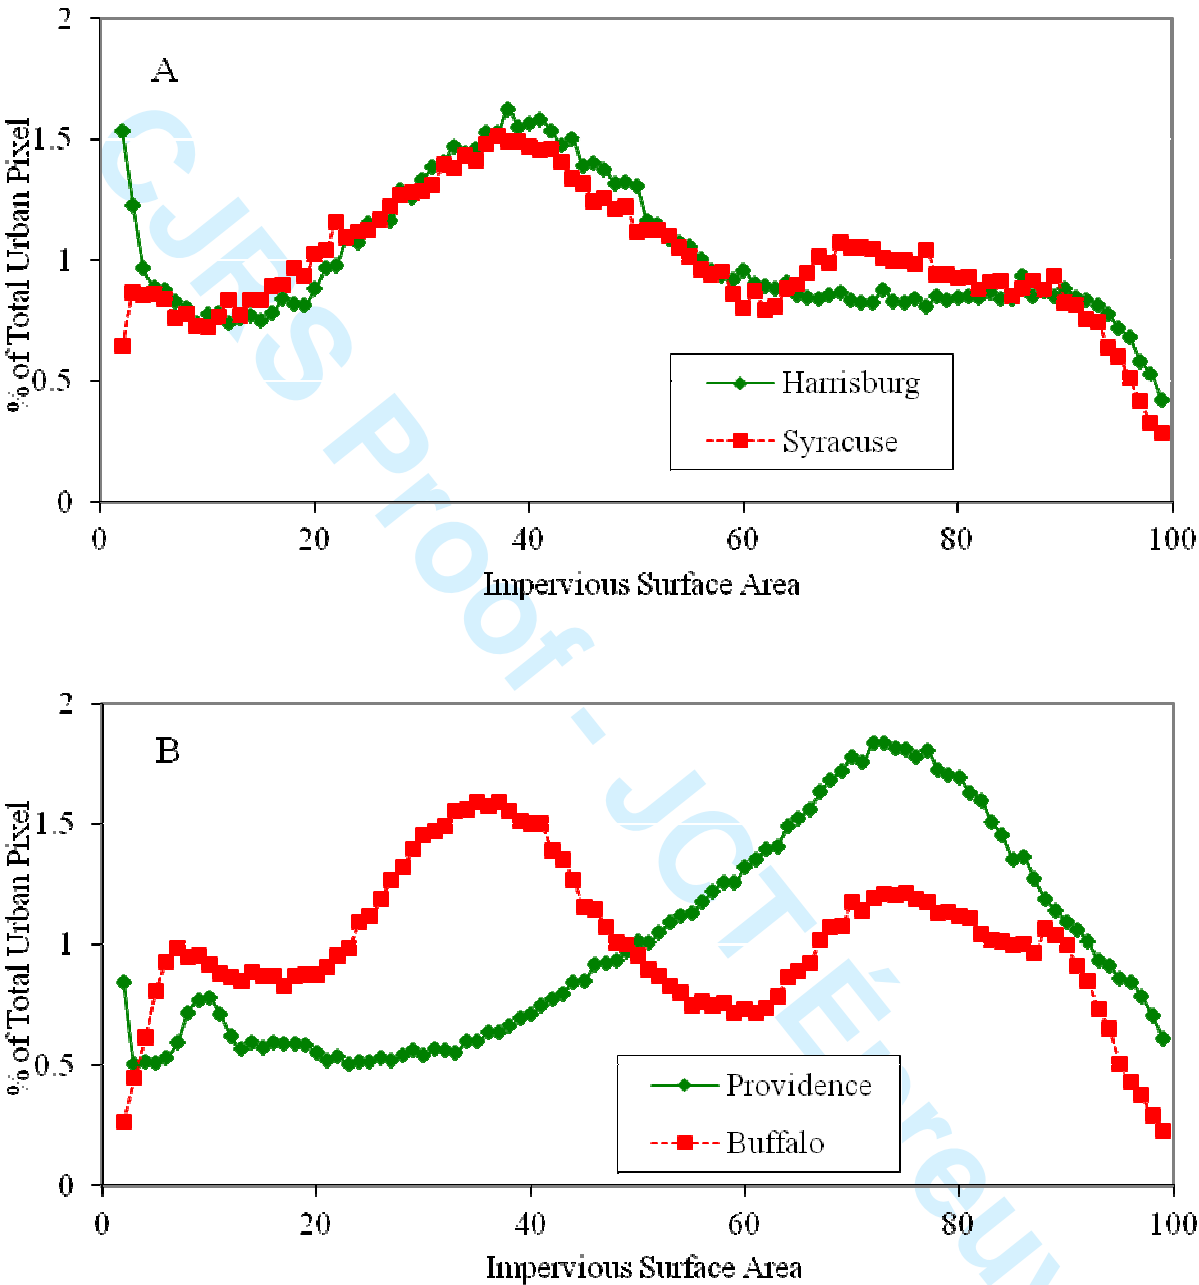 2
A
1.5
1
0.5
0
% of Total Urban Pixel
Harrisburg
Syracuse
0 20 40 60 80 100
Impervious Surface Area
CJRS Proof - JCT Épreuv
2
B
1.5
1
0.5
0
% of Total Urban Pixel
Providence
Buffalo
0 20 40 60 80 100
Impervious Surface Area